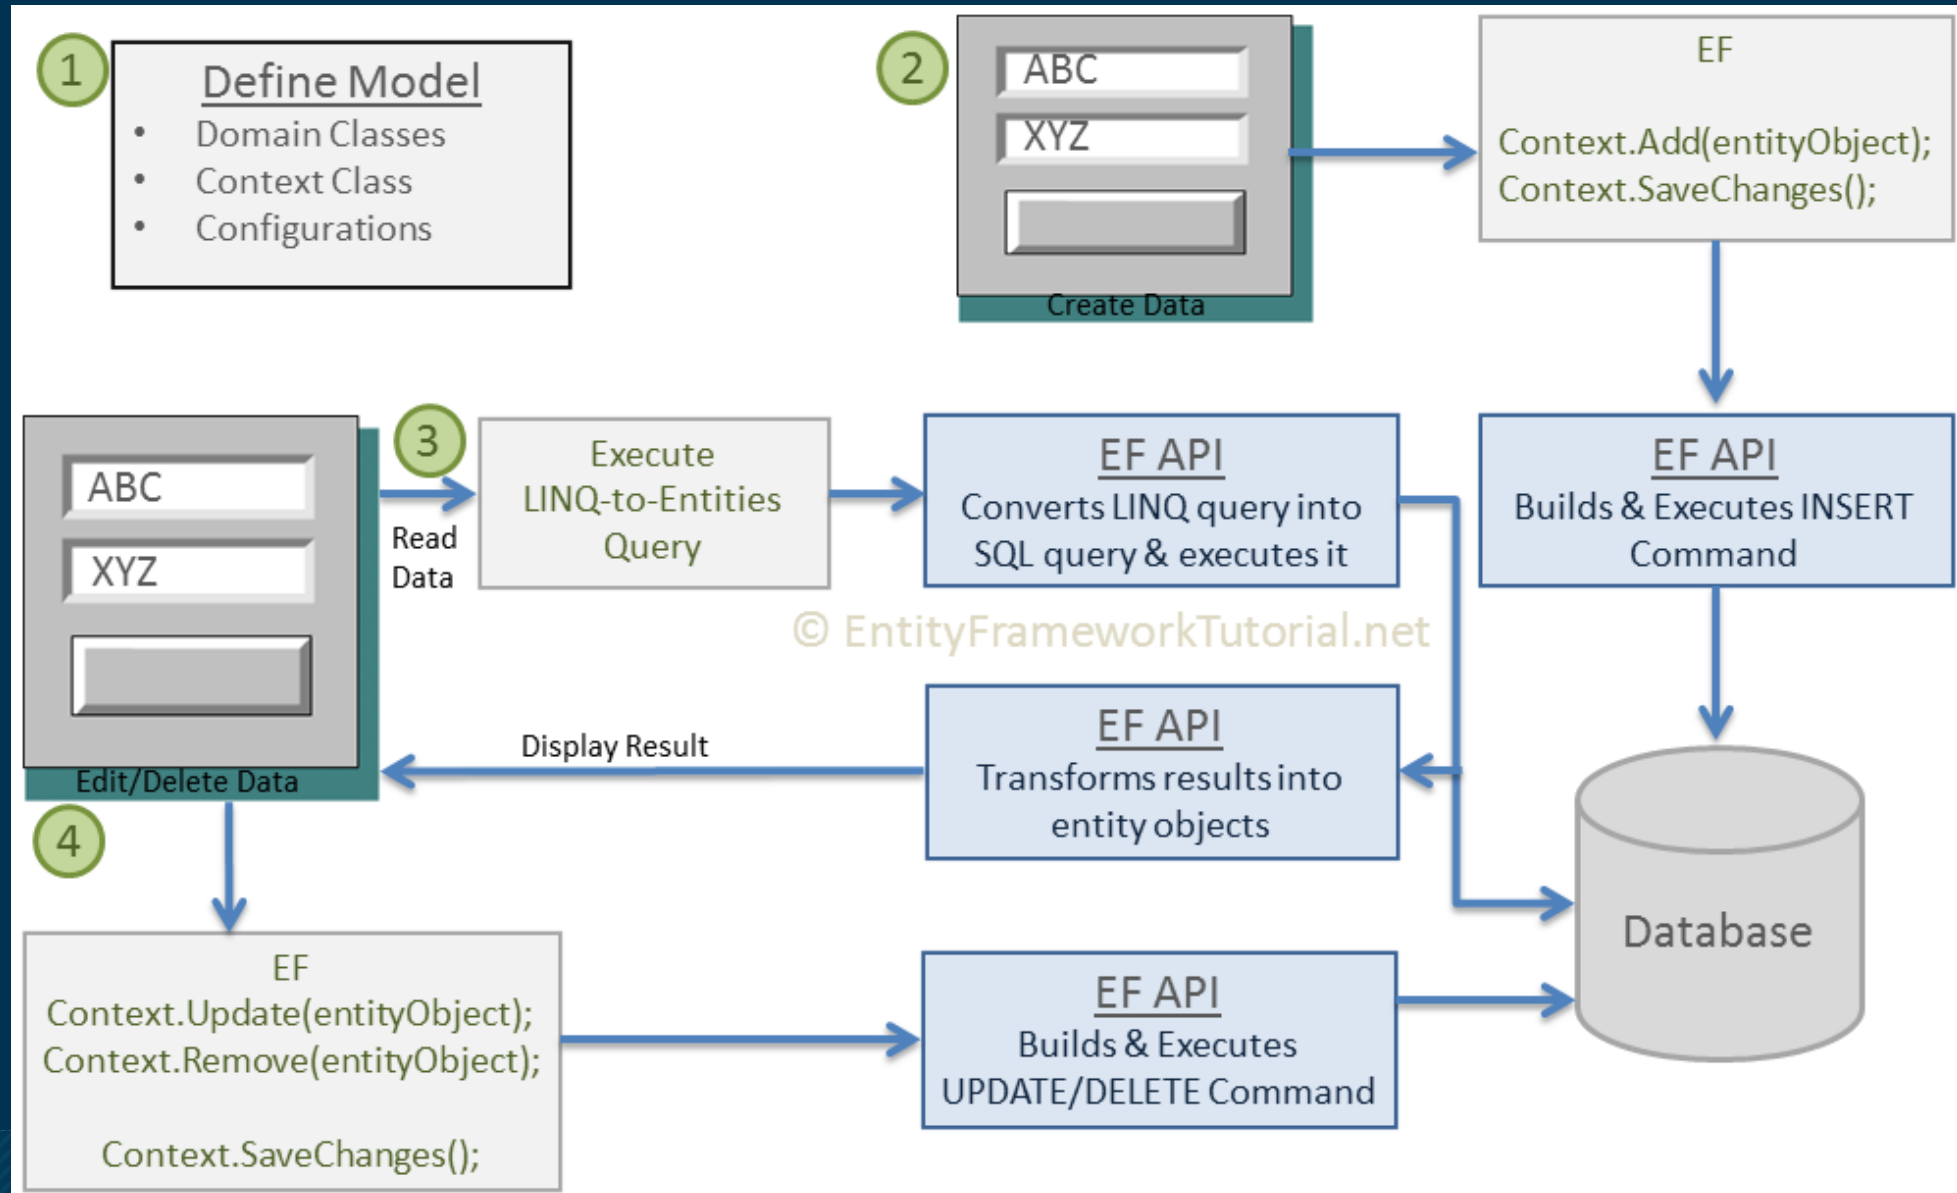 1
Define Model
• Domain Classes
• Context Class
• Configurations
2
ABC
XYZ
Create Data
EF
Context.Add(entityObject);
Context.SaveChanges();
EF API
Builds & Executes INSERT
Command
ABC
XYZ
Edit/Delete Data
3
Read
Data
Execute
LINQ-to-Entities
Query
EF API
Converts LINQ query into
SQL query & executes it
© EntityFrameworkTutorial.net
EF API
Transforms results into
entity objects
Display Result
Database
4
EF
Context.Update(entityObject);
Context.Remove(entityObject);
Context.SaveChanges();
EF API
Builds & Executes
UPDATE/DELETE Command